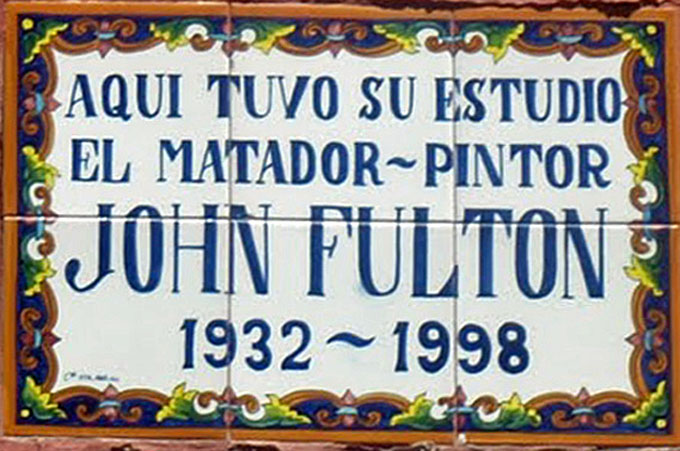 AQUI TUVO SU ESTUDIO
EL MATADOR~PINTOR
JOHN FULTON
1932~1998